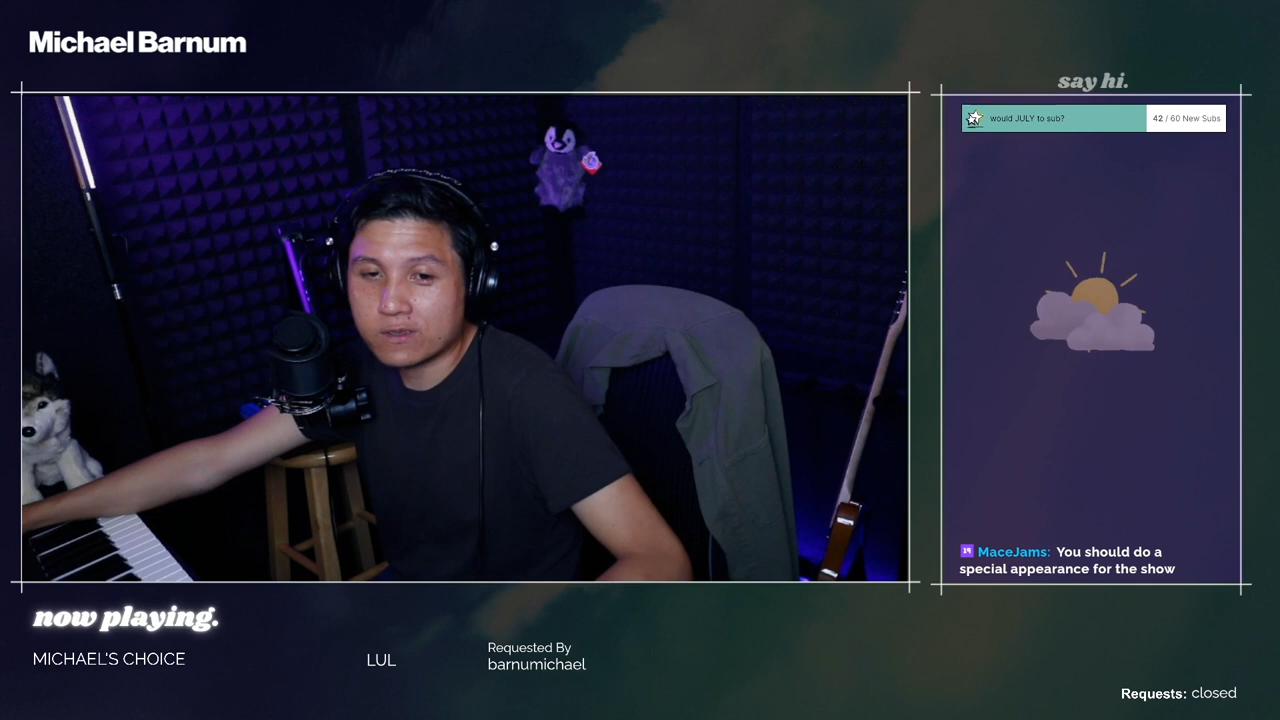 Michael Barnum
say hi.
would JULY to sub?
42 / 60 New Subs
19 MaceJams: You should do a
special appearance for the show
now playing.
MICHAEL'S CHOICE
LUL
Requested By
barnumichael
Requests: closed